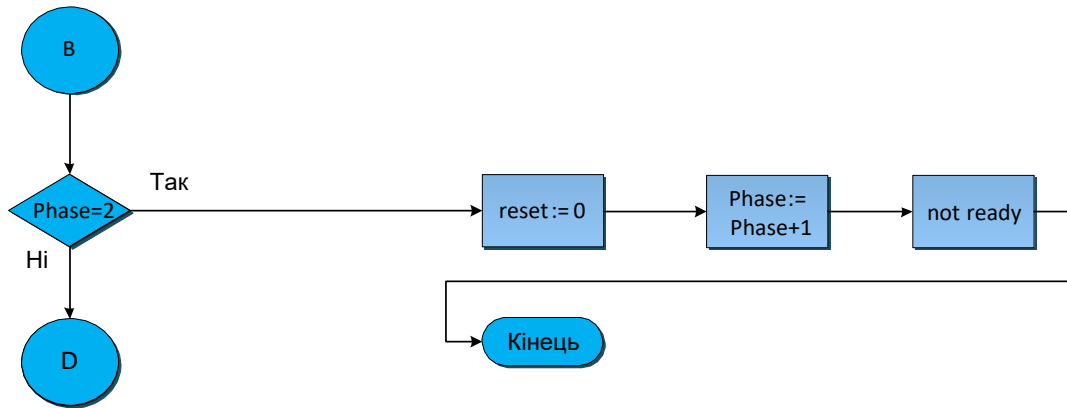 B
Phase=2
Так
reset := 0
Phase:=
Phase+1
not ready
Ні
D
Кінець